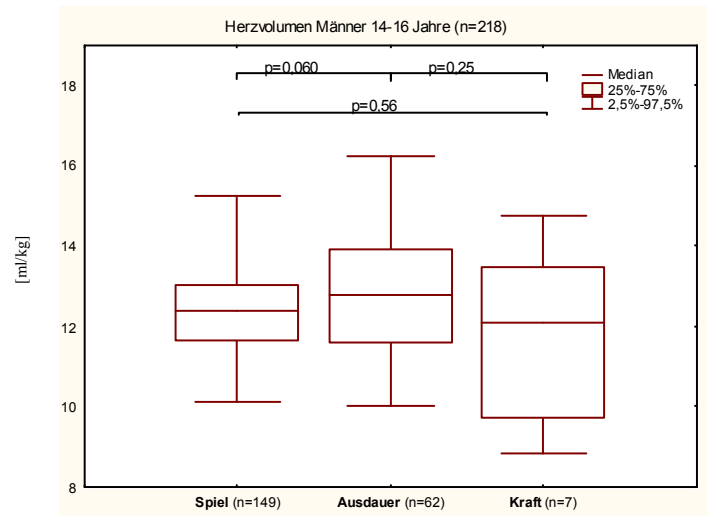 Herzvolumen Männer 14-16 Jahre (n=218)
18
p=0,060
p=0,25
Median
25%-75%
2,5%-97,5%
p=0,56
16
[ml/kg]
14
12
10
8
Spiel (n=149) Ausdauer (n=62) Kraft (n=7)